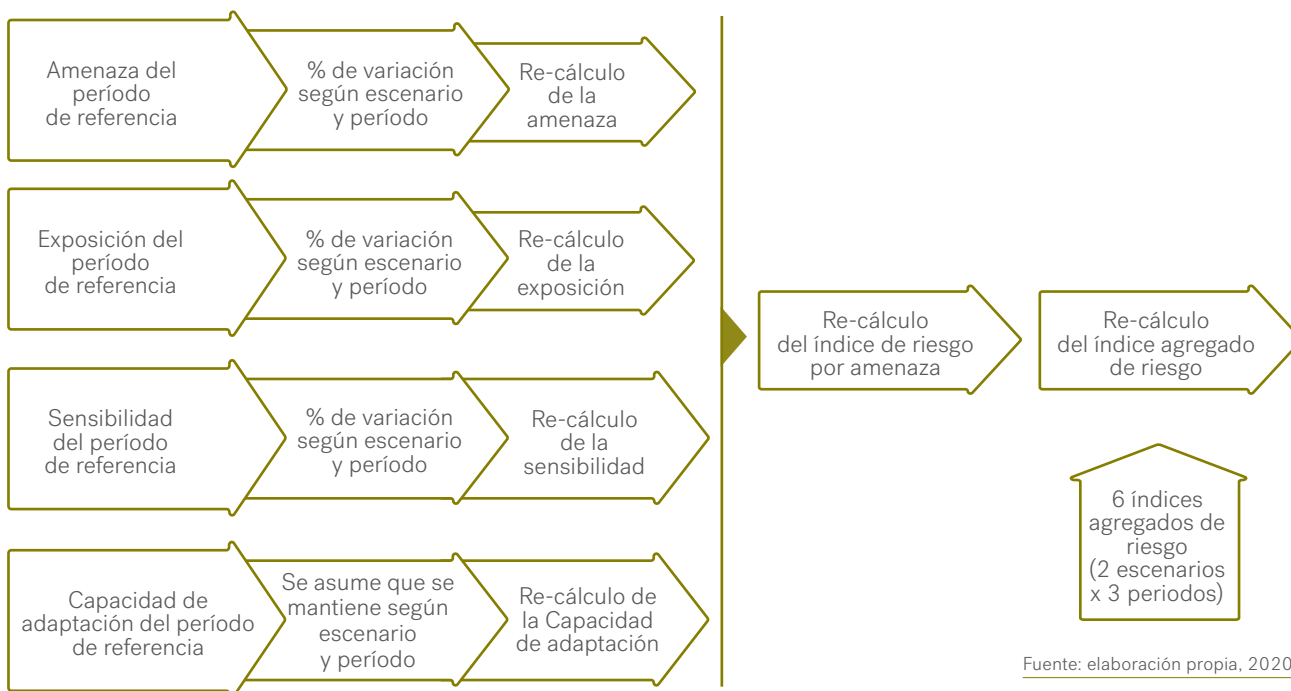 Amenaza del
período
de referencia
% de variación
según escenario
y período
Re-cálculo
de la
amenaza
Exposición del
período
de referencia
% de variación
según escenario
y período
Re-cálculo
de la
exposición
Sensibilidad
del período
de referencia
% de variación
según escenario
y período
Re-cálculo
de la
sensibilidad
Capacidad de
adaptación del período
de referencia
Se asume que se
mantiene según
escenario
y período
Re-cálculo de
la Capacidad
de adaptación
Re-cálculo
del índice de riesgo
por amenaza
Re-cálculo
del índice agregado
de riesgo
6 índices
agregados de
riesgo
(2 escenarios
x 3 periodos)
Fuente: elaboración propia, 2020